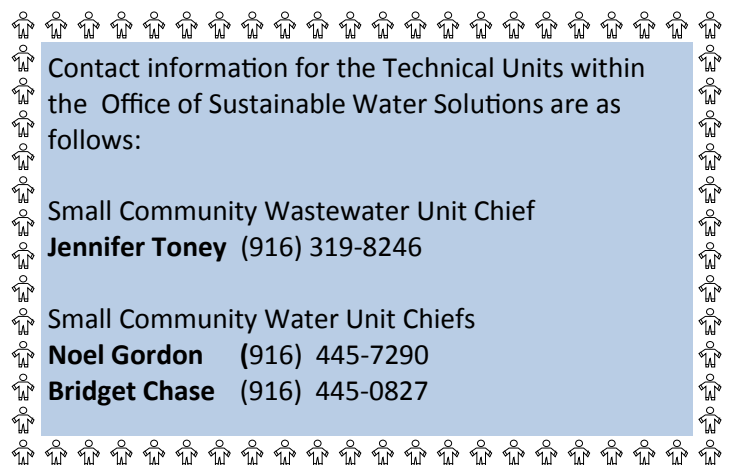 Contact information for the Technical Units within
the Office of Sustainable Water Solutions are as
follows:
Small Community Wastewater Unit Chief
Jennifer Toney (916) 319-8246
Small Community Water Unit Chiefs
Noel Gordon (916) 445-7290
Bridget Chase (916) 445-0827